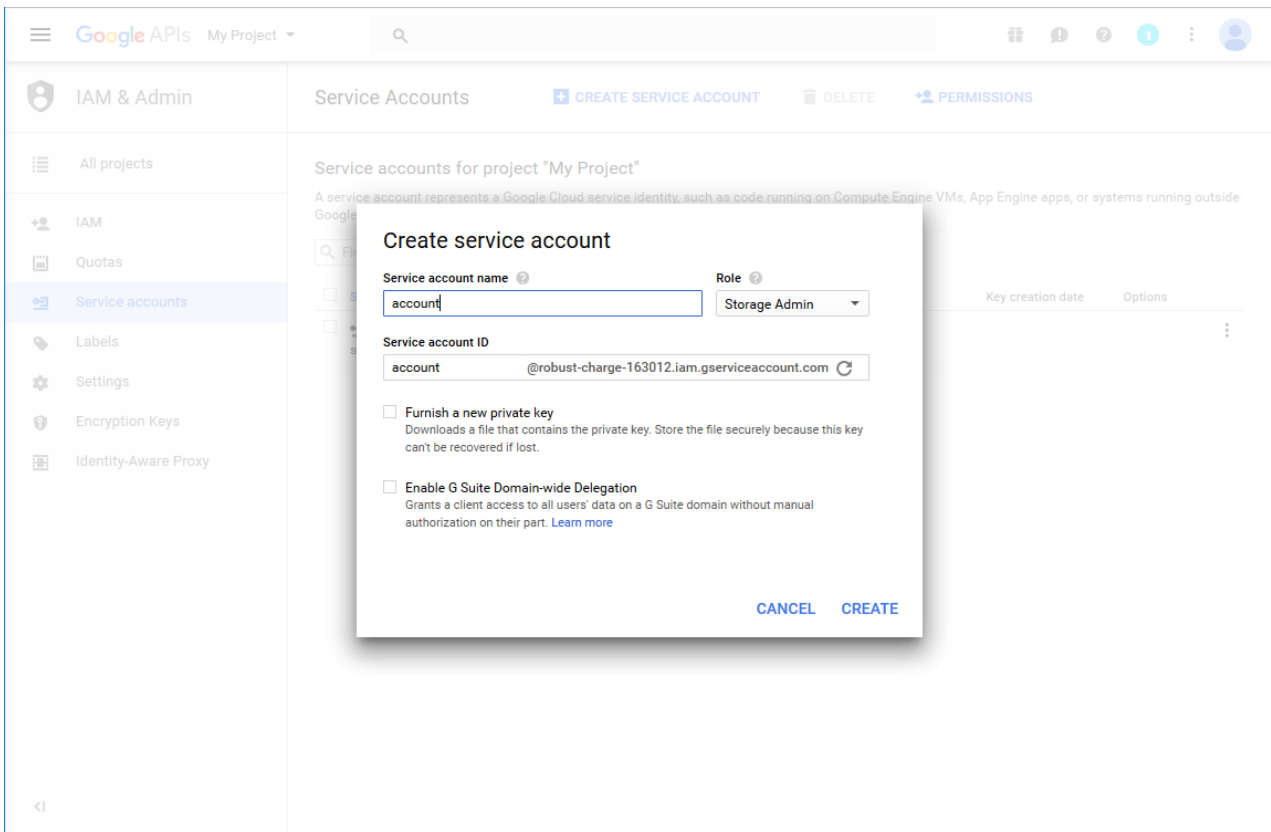 Google APIs My Project
1
IAM & Admin
Service Accounts
CREATE SERVICE ACCOUNT
DELETE
PERMISSIONS
All projects
IAM
Quotas
Service accounts
Labels
Settings
Encryption Keys
Identity-Aware Proxy
Service accounts for project "My Project"
A service account represents a Google Cloud service identity, such as code running on Compute Engine VMs, App Engine apps, or systems running outside
Google
Key creation date
Options
Create service account
Service account name
Role
account
Storage Admin
Service account ID
account @robust-charge-163012.iam.gserviceaccount.com
Furnish a new private key
Downloads a file that contains the private key. Store the file securely because this key
can't be recovered if lost.
Enable G Suite Domain-wide Delegation
Grants a client access to all users' data on a G Suite domain without manual
authorization on their part. Learn more
CANCEL
CREATE